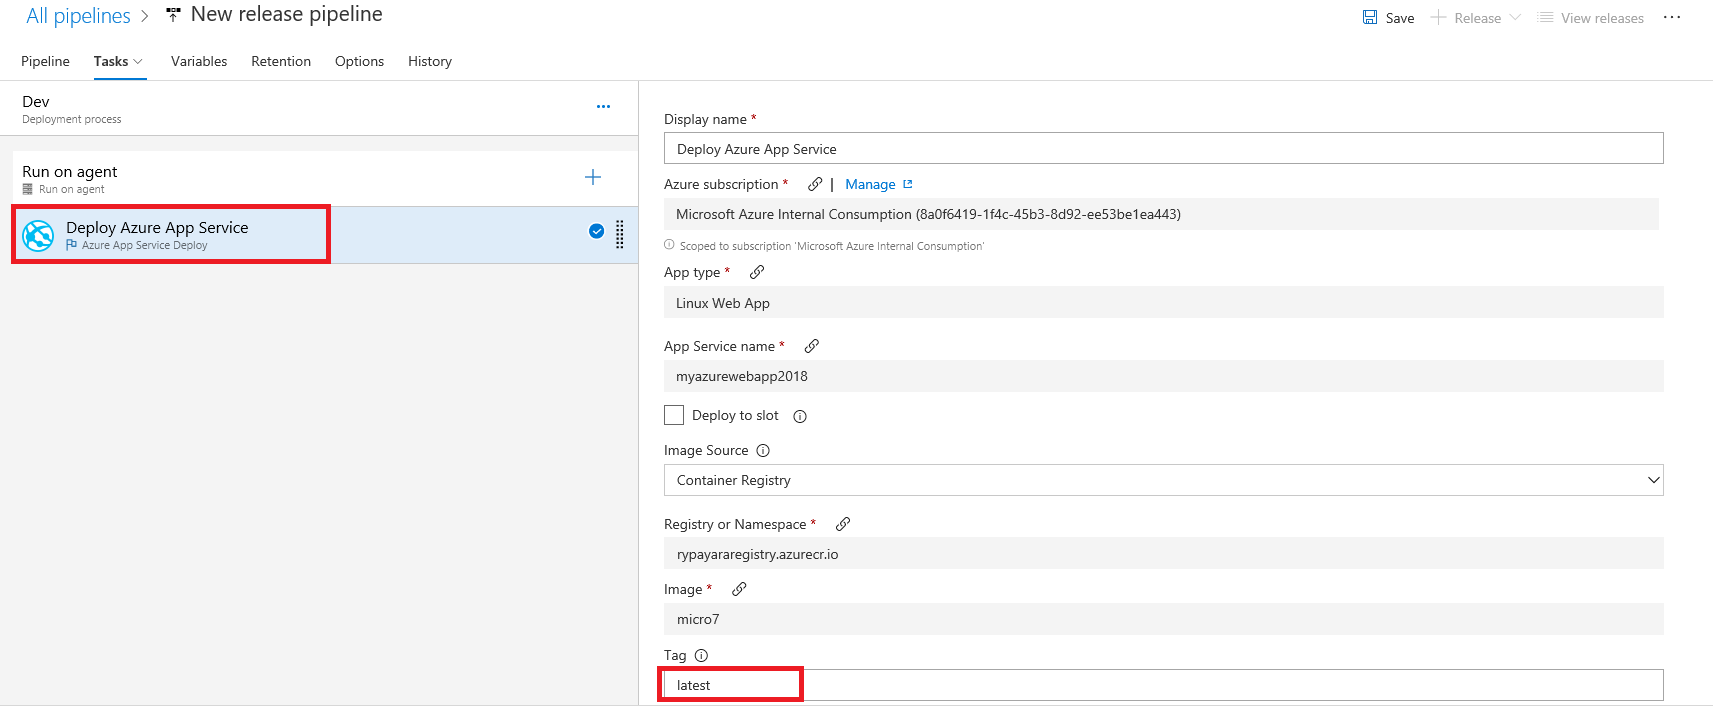 All pipelines > New release pipeline
Save + Release View releases ...
Pipeline Tasks Variables Retention Options History
Dev
Deployment process
...
Run on agent
Run on agent
Deploy Azure App Service
Azure App Service Deploy
Display name *
Deploy Azure App Service
Azure subscription * | Manage
Microsoft Azure Internal Consumption (8a0f6419-1f4c-45b3-8d92-ee53be1ea443)
Scoped to subscription 'Microsoft Azure Internal Consumption'
App type *
Linux Web App
App Service name *
myazurewebapp2018
Deploy to slot
Image Source
Container Registry
Registry or Namespace *
rypayararegistry.azurecr.io
Image *
micro7
Tag
latest